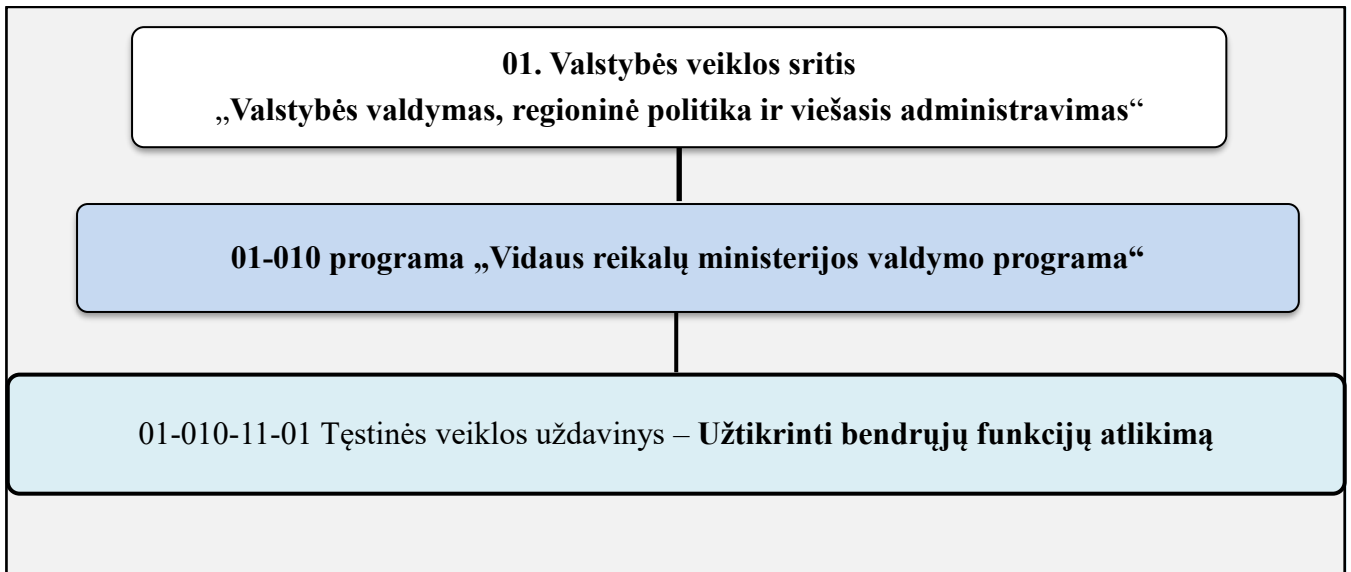 01. Valstybės veiklos sritis
„Valstybės valdymas, regioninė politika ir viešasis administravimas“
01-010 programa „Vidaus reikalų ministerijos valdymo programa“
01-010-11-01 Tęstinės veiklos uždavinys – Užtikrinti bendrųjų funkcijų atlikimą